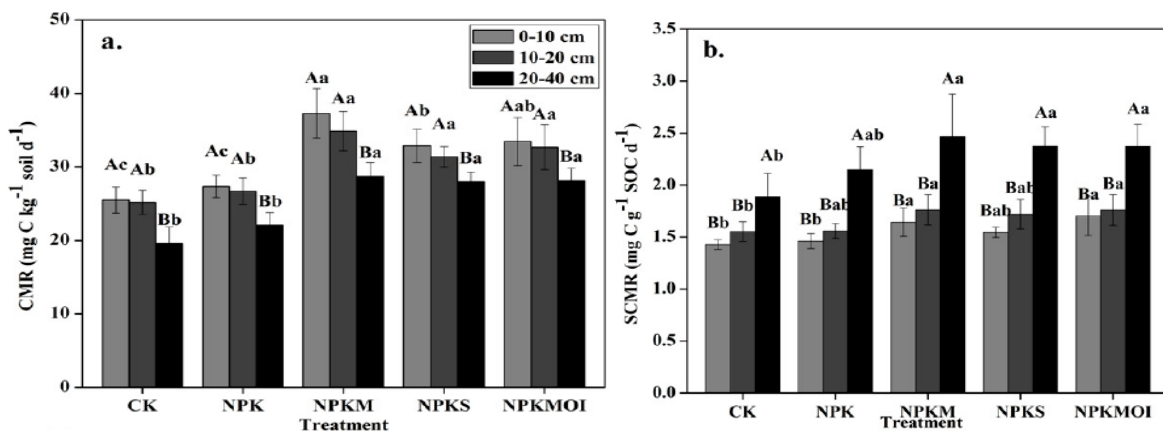 a.
0-10 cm
10-20 cm
20-40 cm
CMR (mg C kg⁻¹ soil d⁻¹)
50
40
30
20
10
0
Ac Ab Bb
Ac Ab Bb
Aa Aa Ba
Ab Aa Ba
Aab Aa Ba
CK NPK NPKM NPKS NPKMOI
Treatment
b.
SCMR (mg C g⁻¹ SOC d⁻¹)
3.5
3.0
2.5
2.0
1.5
1.0
0.5
0.0
Bb Bb Ab
Bb Bab Aab
Ba Ba Aa
Bab Bab Aa
Ba Ba Aa
CK NPK NPKM NPKS NPKMOI
Treatment